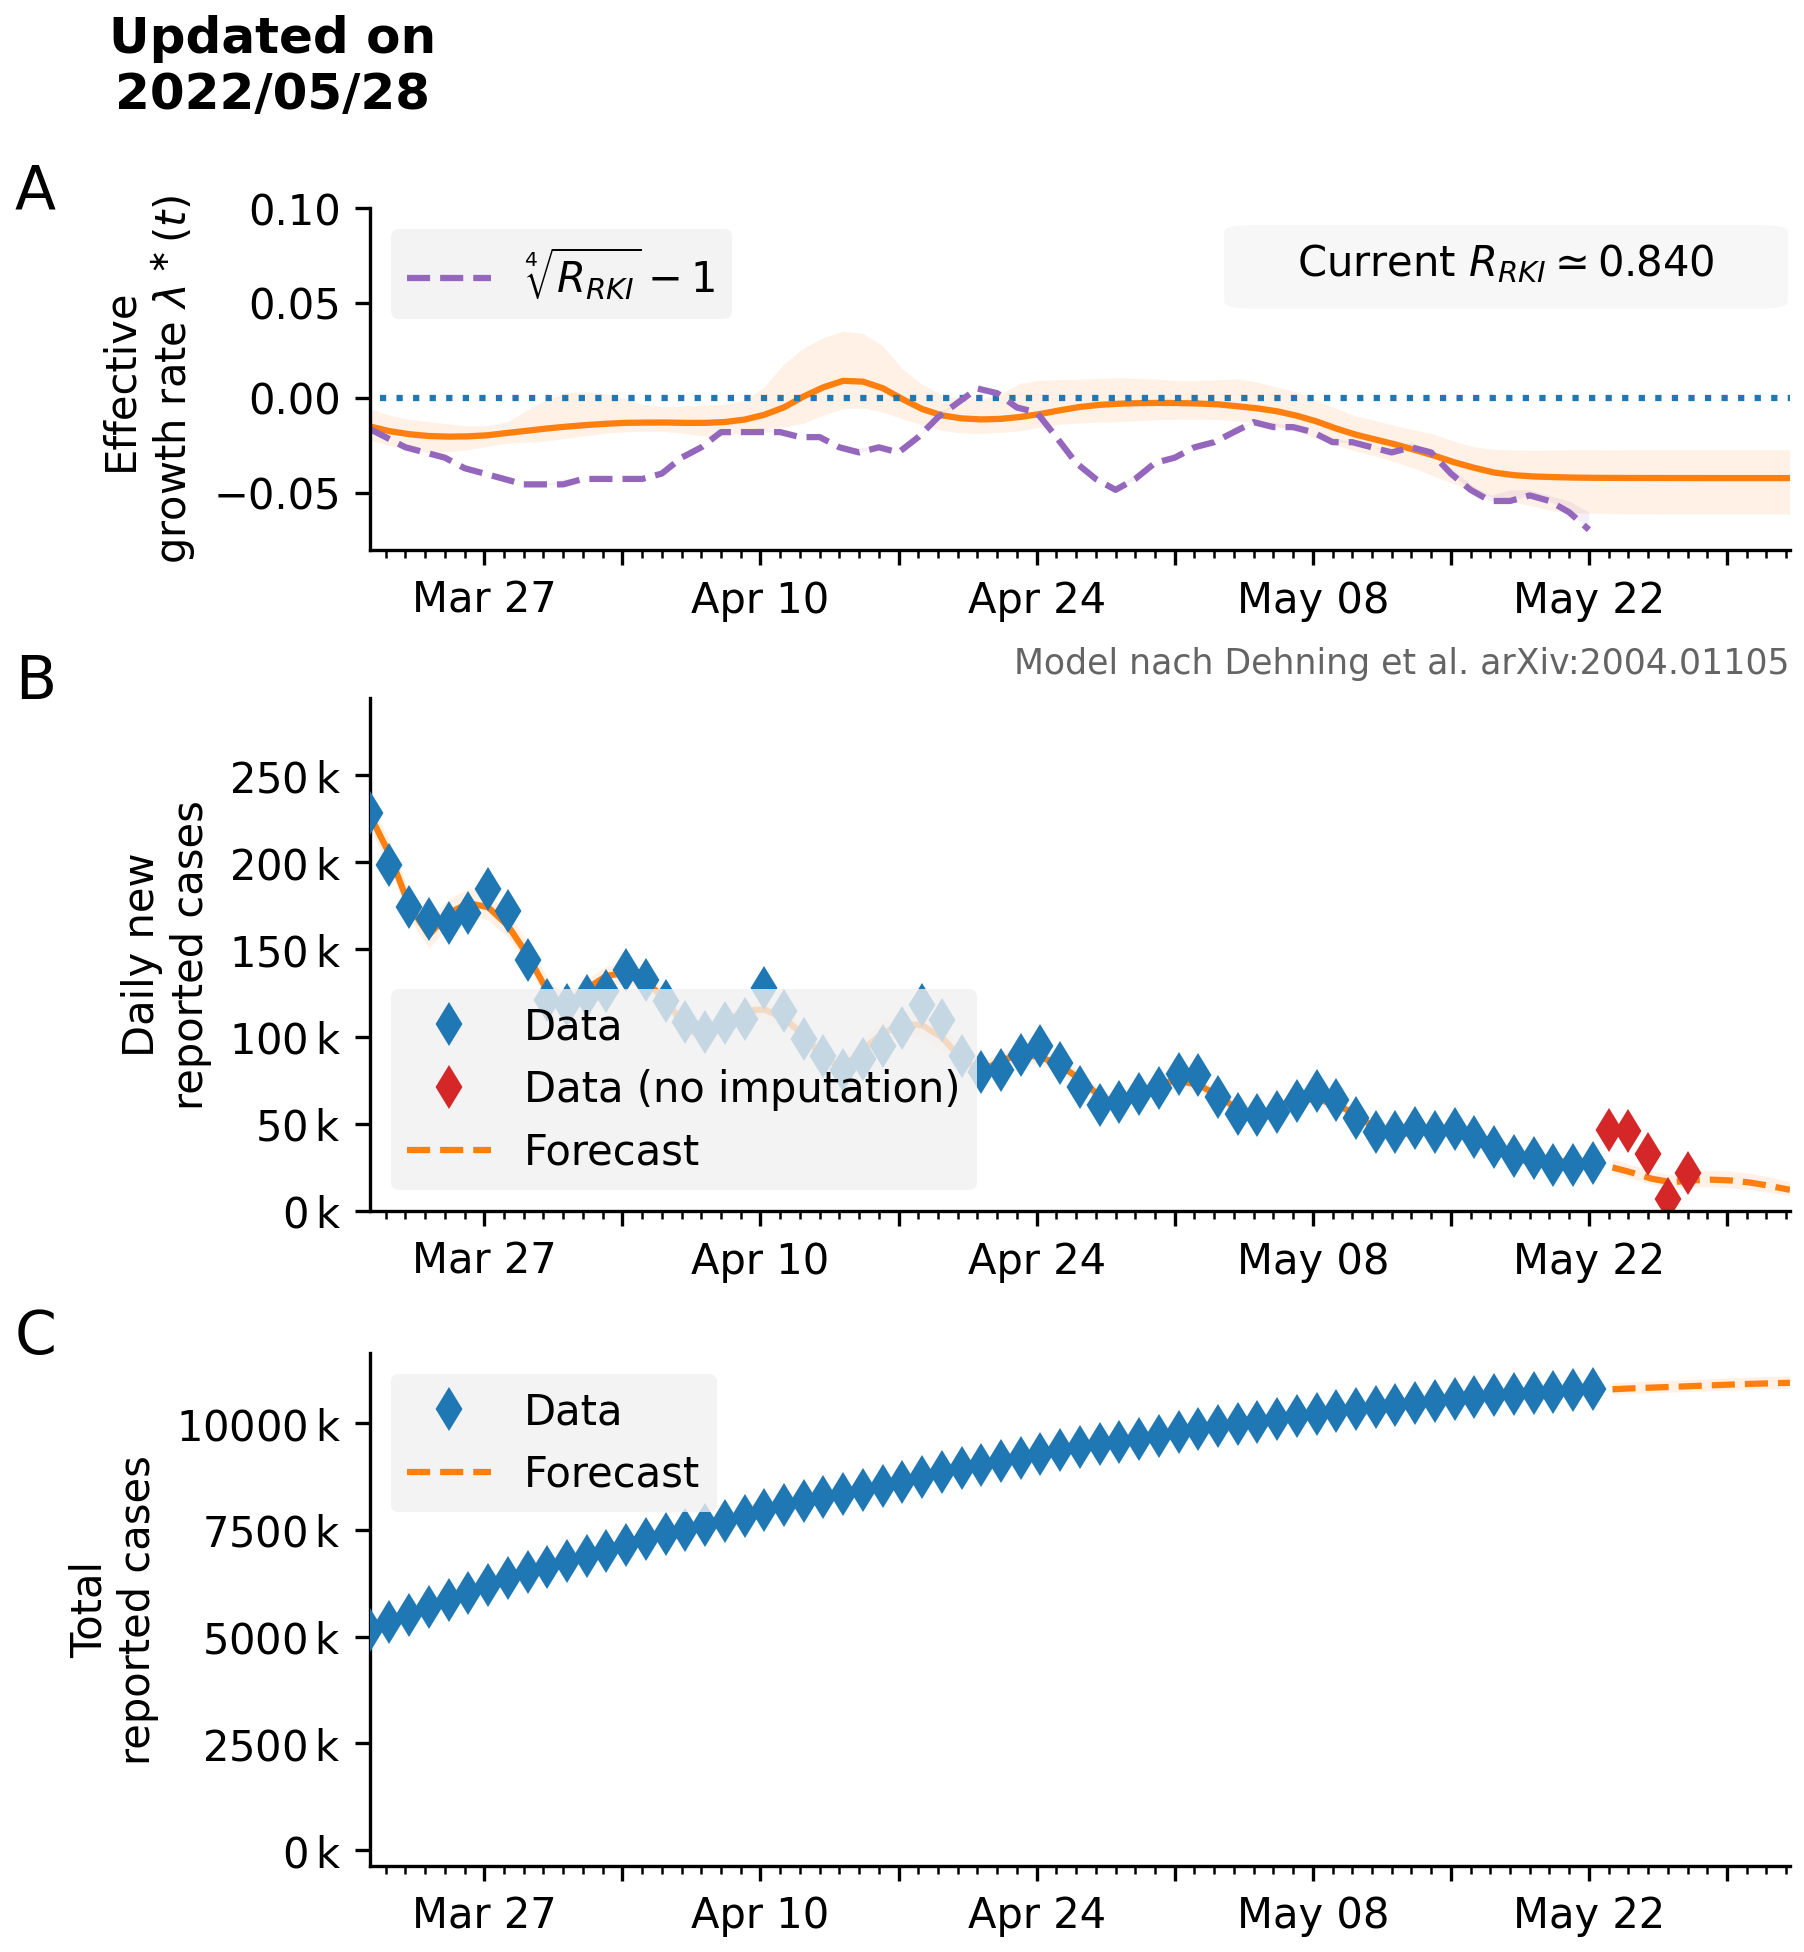 Updated on
2022/05/28
A
Effective
growth rate λ * (t)
0.10
0.05
0.00
−0.05
∜R_RKI − 1
Current R_RKI ≃ 0.840
Mar 27 Apr 10 Apr 24 May 08 May 22
Model nach Dehning et al. arXiv:2004.01105
B
Daily new
reported cases
250 k
200 k
150 k
100 k
50 k
0 k
Data
Data (no imputation)
Forecast
Mar 27 Apr 10 Apr 24 May 08 May 22
C
Total
reported cases
10000 k
7500 k
5000 k
2500 k
0 k
Data
Forecast
Mar 27 Apr 10 Apr 24 May 08 May 22